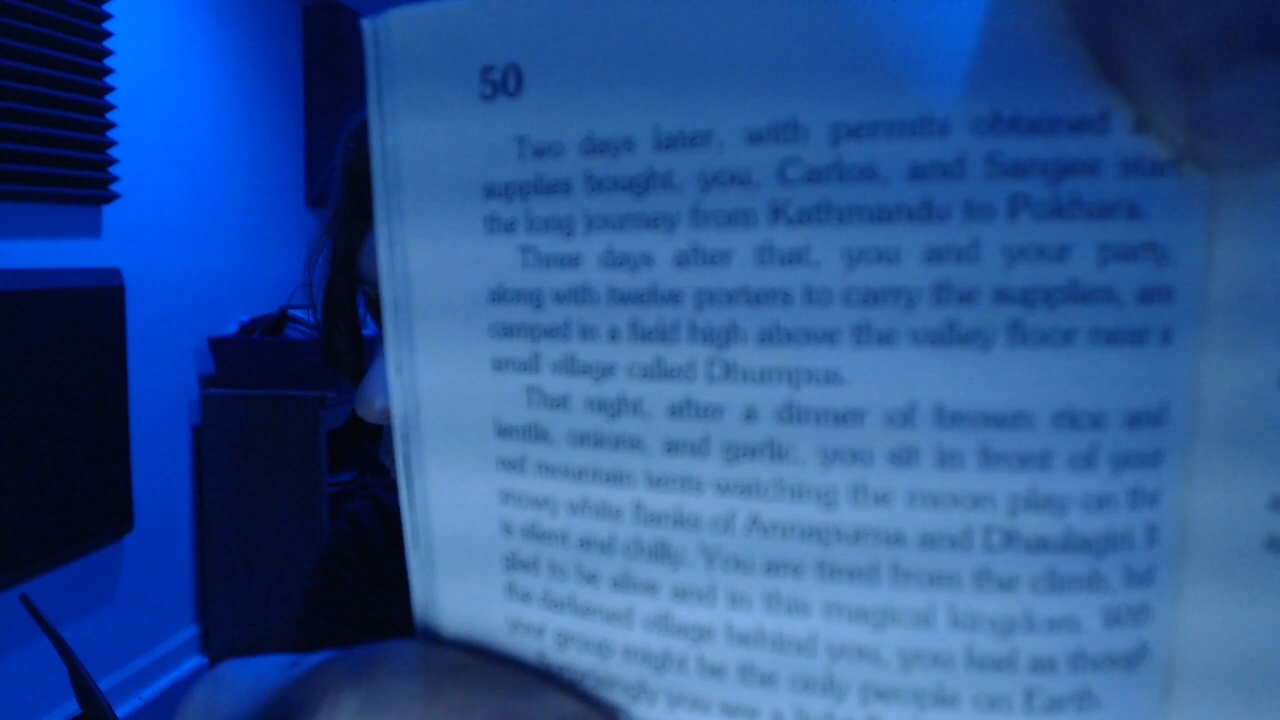 50
Two days later, with permits obtained
supplies bought, you, Carlos, and Sangee start
the long journey from Kathmandu to Pokhara.
Three days after that, you and your party,
along with twelve porters to carry the supplies, are
camped in a field high above the valley floor near a
small village called Dhumpus.
That night, after a dinner of brown rice and
lentils, onions, and garlic, you sit in front of your
red mountain tents watching the moon play on the
snowy white flanks of Annapurna and Dhaulagiri. I
is silent and chilly. You are tired from the climb, but
glad to be alive and in this magical kingdom. With
the darkened village behind you, you feel as though
your group might be the only people on Earth.
you see a